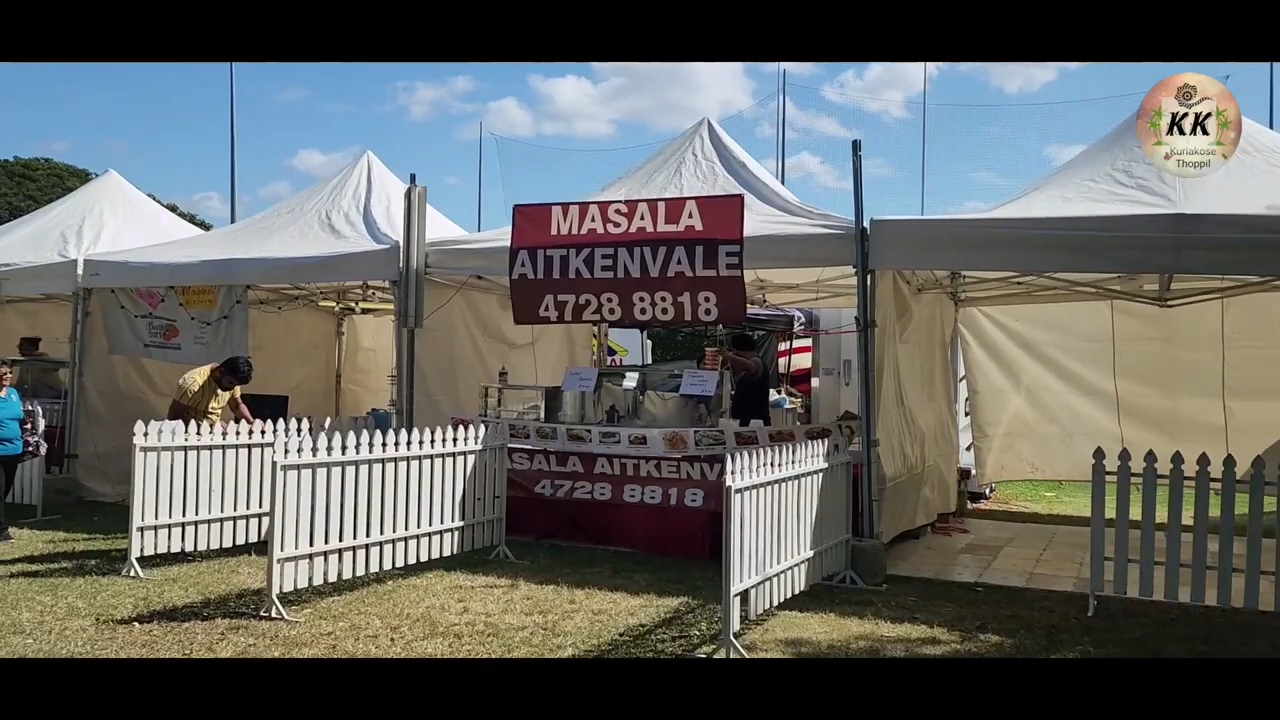 KK
Kuriakose
Thoppil
MASALA
AITKENVALE
4728 8818
ASALA AITKENV
4728 8818